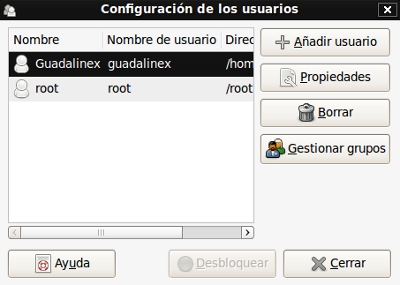 Configuración de los usuarios
Nombre Nombre de usuario Direc
Guadalinex guadalinex /hom
root root /root
Añadir usuario
Propiedades
Borrar
Gestionar grupos
Ayuda Desbloquear Cerrar